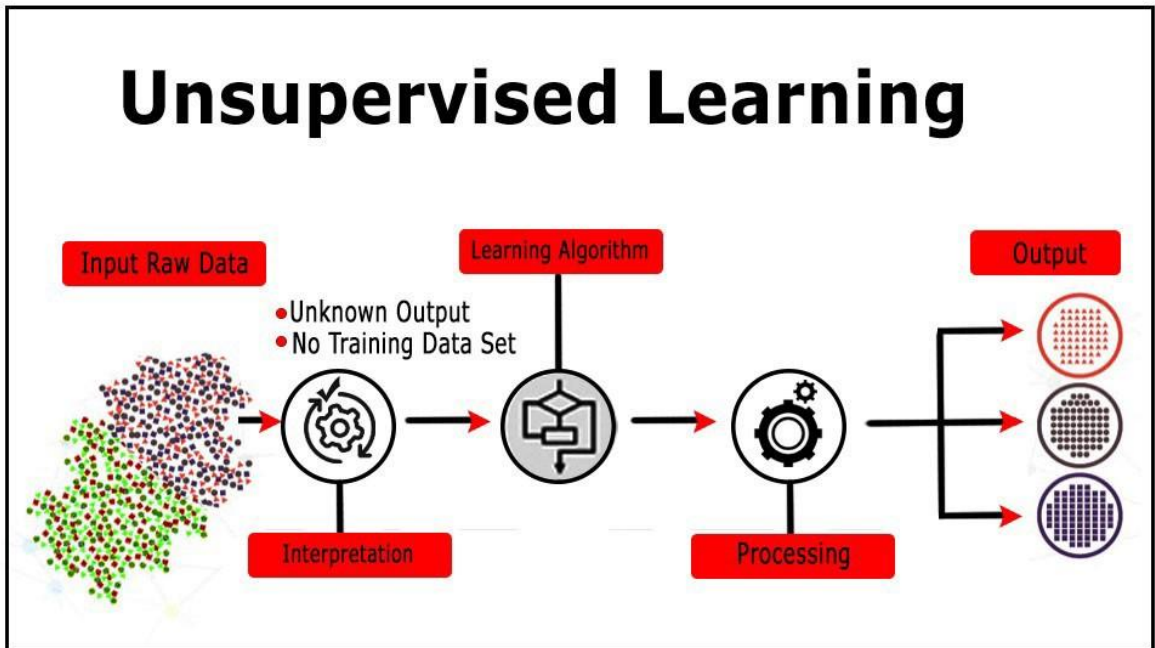 Unsupervised Learning
Input Raw Data
Learning Algorithm
Output
Unknown Output
No Training Data Set
Interpretation
Processing